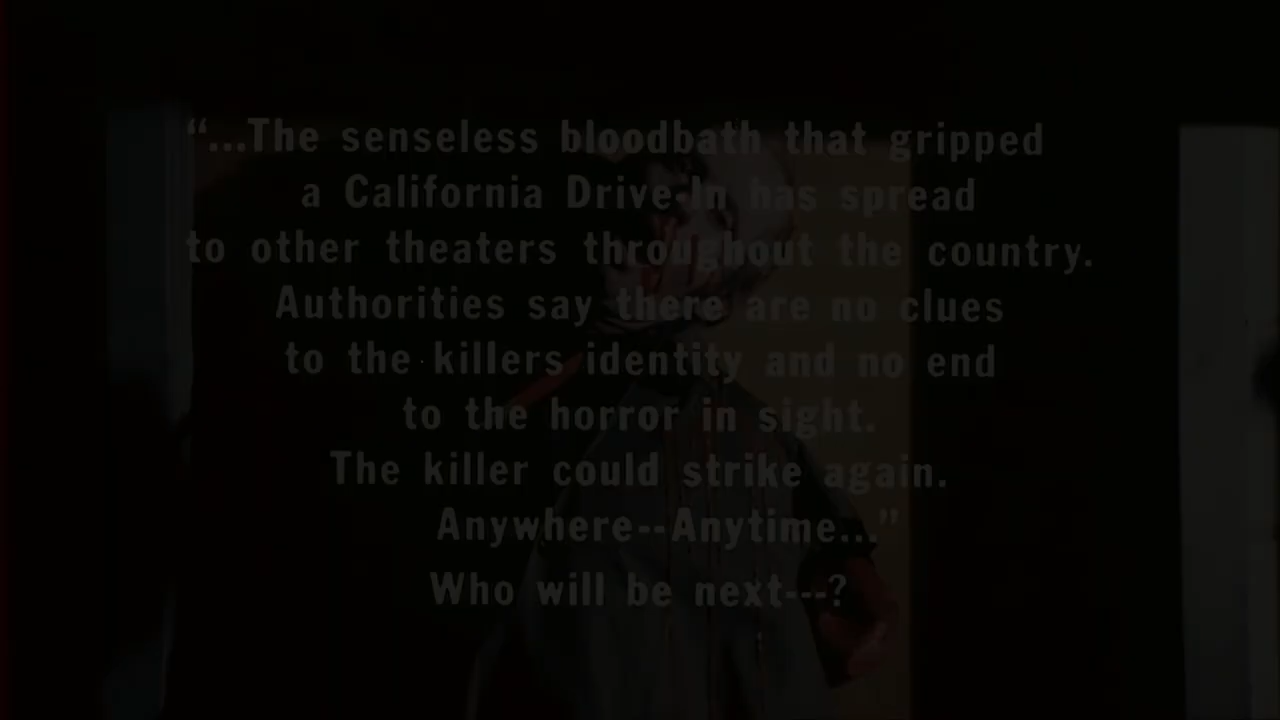 “...The senseless bloodbath that gripped
a California Drive-In has spread
to other theaters throughout the country.
Authorities say there are no clues
to the killers identity and no end
to the horror in sight.
The killer could strike again.
Anywhere--Anytime...”
Who will be next---?